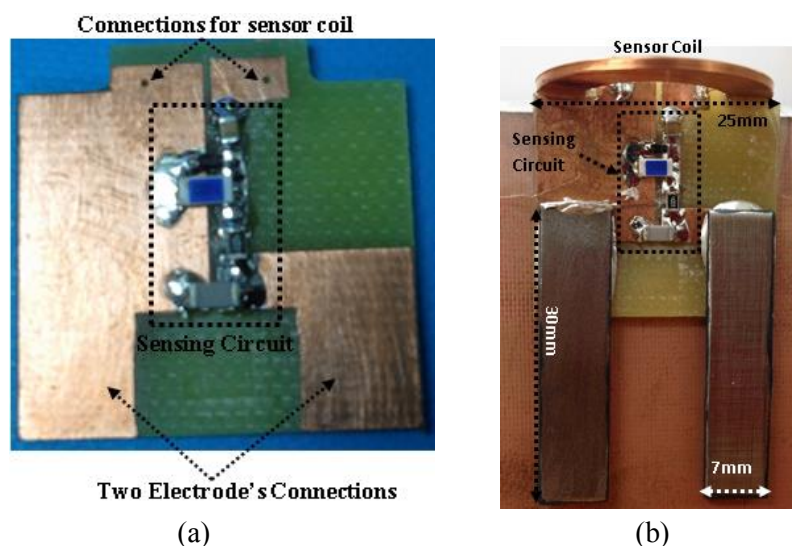 Connections for sensor coil
Sensing Circuit
Two Electrode's Connections
(a)
Sensor Coil
25mm
Sensing
Circuit
30mm
7mm
(b)